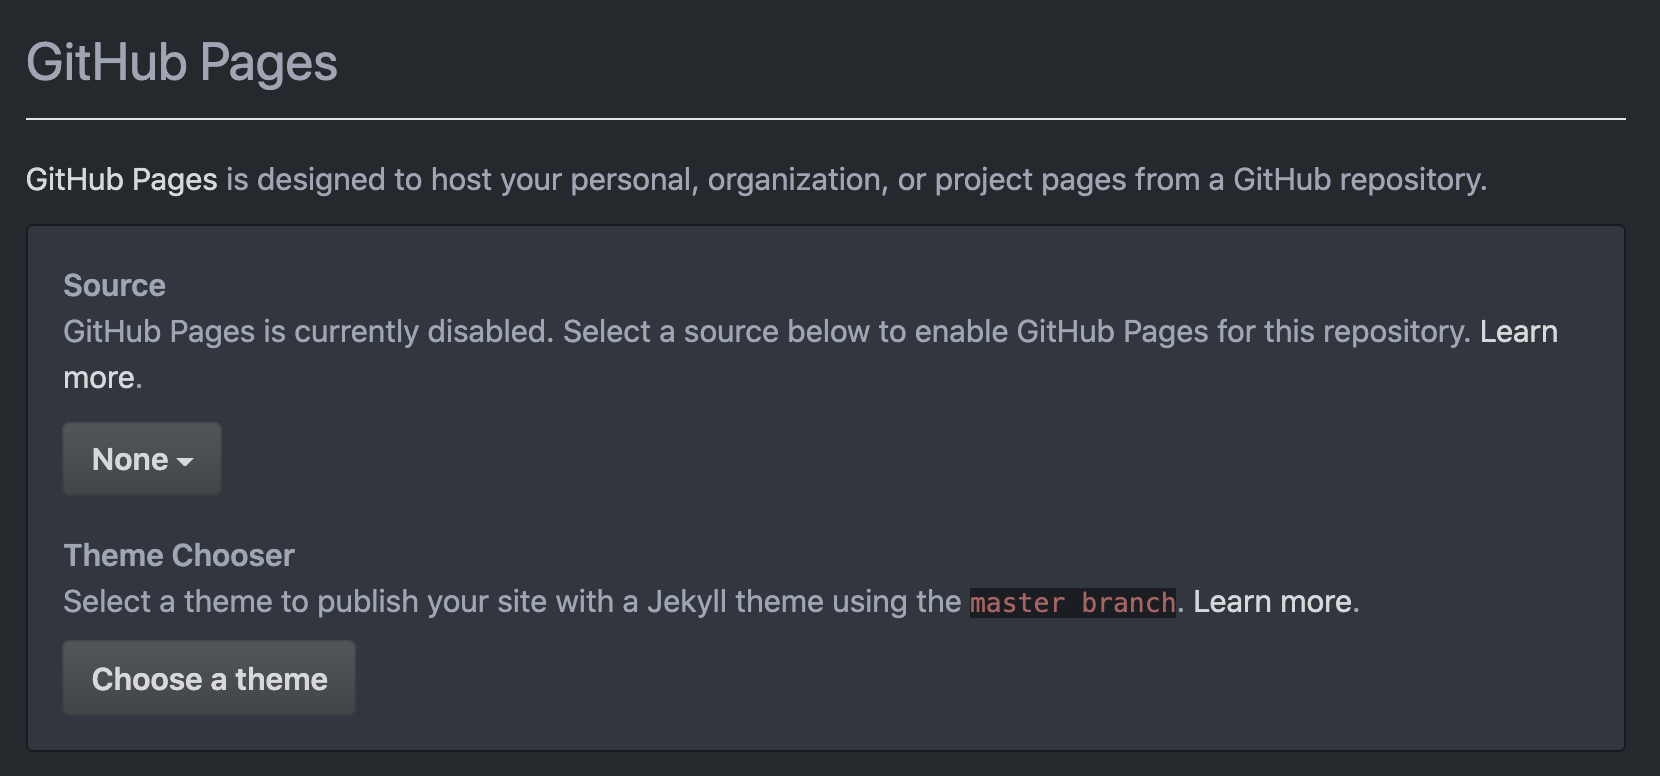 GitHub Pages
GitHub Pages is designed to host your personal, organization, or project pages from a GitHub repository.
Source
GitHub Pages is currently disabled. Select a source below to enable GitHub Pages for this repository. Learn
more.
None
Theme Chooser
Select a theme to publish your site with a Jekyll theme using the master branch. Learn more.
Choose a theme